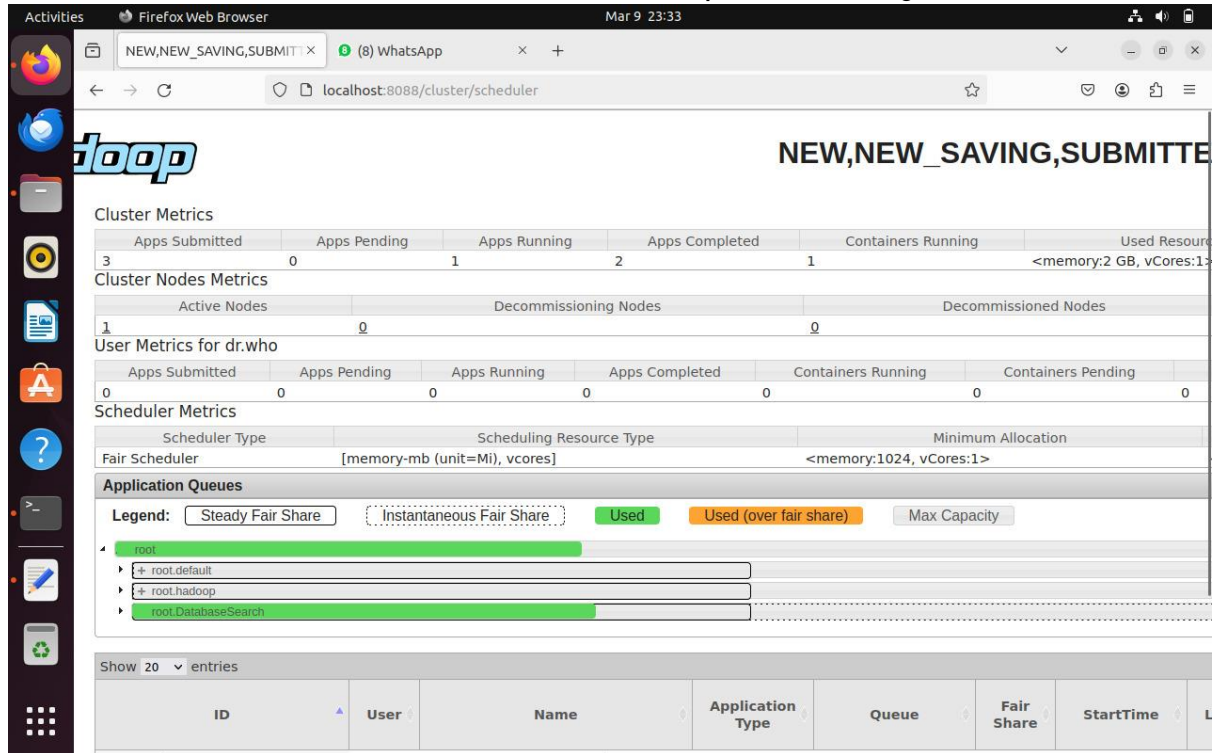 Activities Firefox Web Browser Mar 9 23:33
NEW,NEW_SAVING,SUBMITT × (8) WhatsApp × +
localhost:8088/cluster/scheduler
doop
NEW,NEW_SAVING,SUBMITTE
Cluster Metrics
Apps Submitted Apps Pending Apps Running Apps Completed Containers Running Used Resourc
3 0 1 2 1 <memory:2 GB, vCores:1>
Cluster Nodes Metrics
Active Nodes Decommissioning Nodes Decommissioned Nodes
1 0 0
User Metrics for dr.who
Apps Submitted Apps Pending Apps Running Apps Completed Containers Running Containers Pending
0 0 0 0 0 0 0
Scheduler Metrics
Scheduler Type Scheduling Resource Type Minimum Allocation
Fair Scheduler [memory-mb (unit=Mi), vcores] <memory:1024, vCores:1>
Application Queues
Legend: Steady Fair Share Instantaneous Fair Share Used Used (over fair share) Max Capacity
root
+ root.default
+ root.hadoop
root.DatabaseSearch
Show 20 entries
ID User Name Application Type Queue Fair Share StartTime L